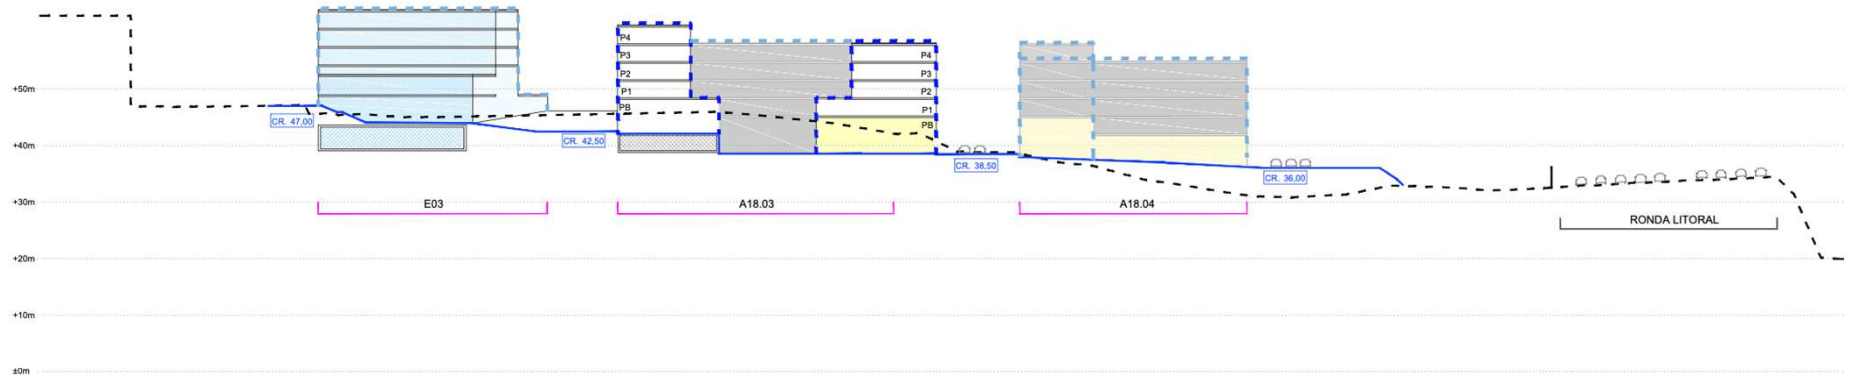 P4
P3
P2
P1
PB
P4
P3
P2
P1
PB
+50m
CR. 47,00
CR. 42,50
+40m
CR. 38,50
CR. 36,00
+30m
E03
A18.03
A18.04
RONDA LITORAL
+20m
+10m
±0m